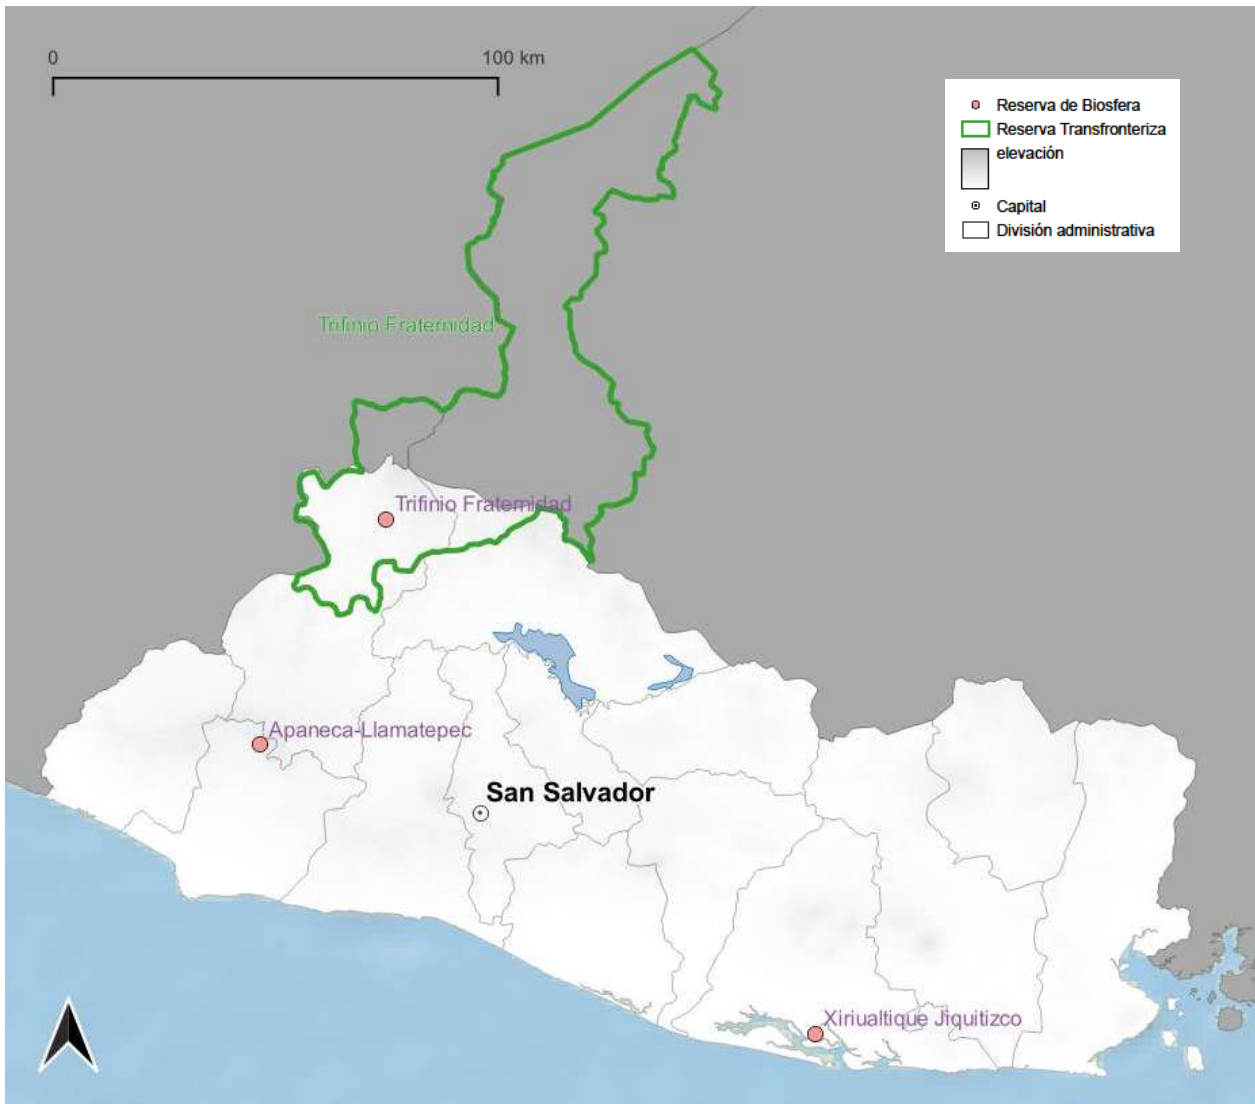 0
100 km
Reserva de Biosfera
Reserva Transfronteriza
elevación
Capital
División administrativa
Trifinio Fraternidad
Trifinio Fraternidad
Apaneca-Llamatepec
San Salvador
Xiriualtique Jiquitizco